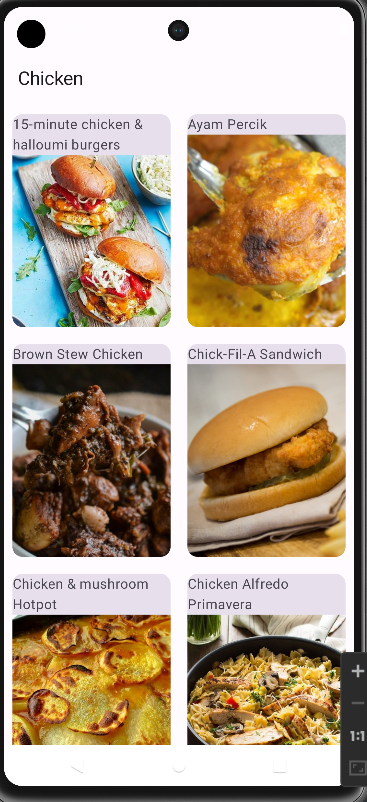 Chicken
15-minute chicken &
halloumi burgers
Ayam Percik
Brown Stew Chicken
Chick-Fil-A Sandwich
Chicken & mushroom
Hotpot
Chicken Alfredo
Primavera
1:1